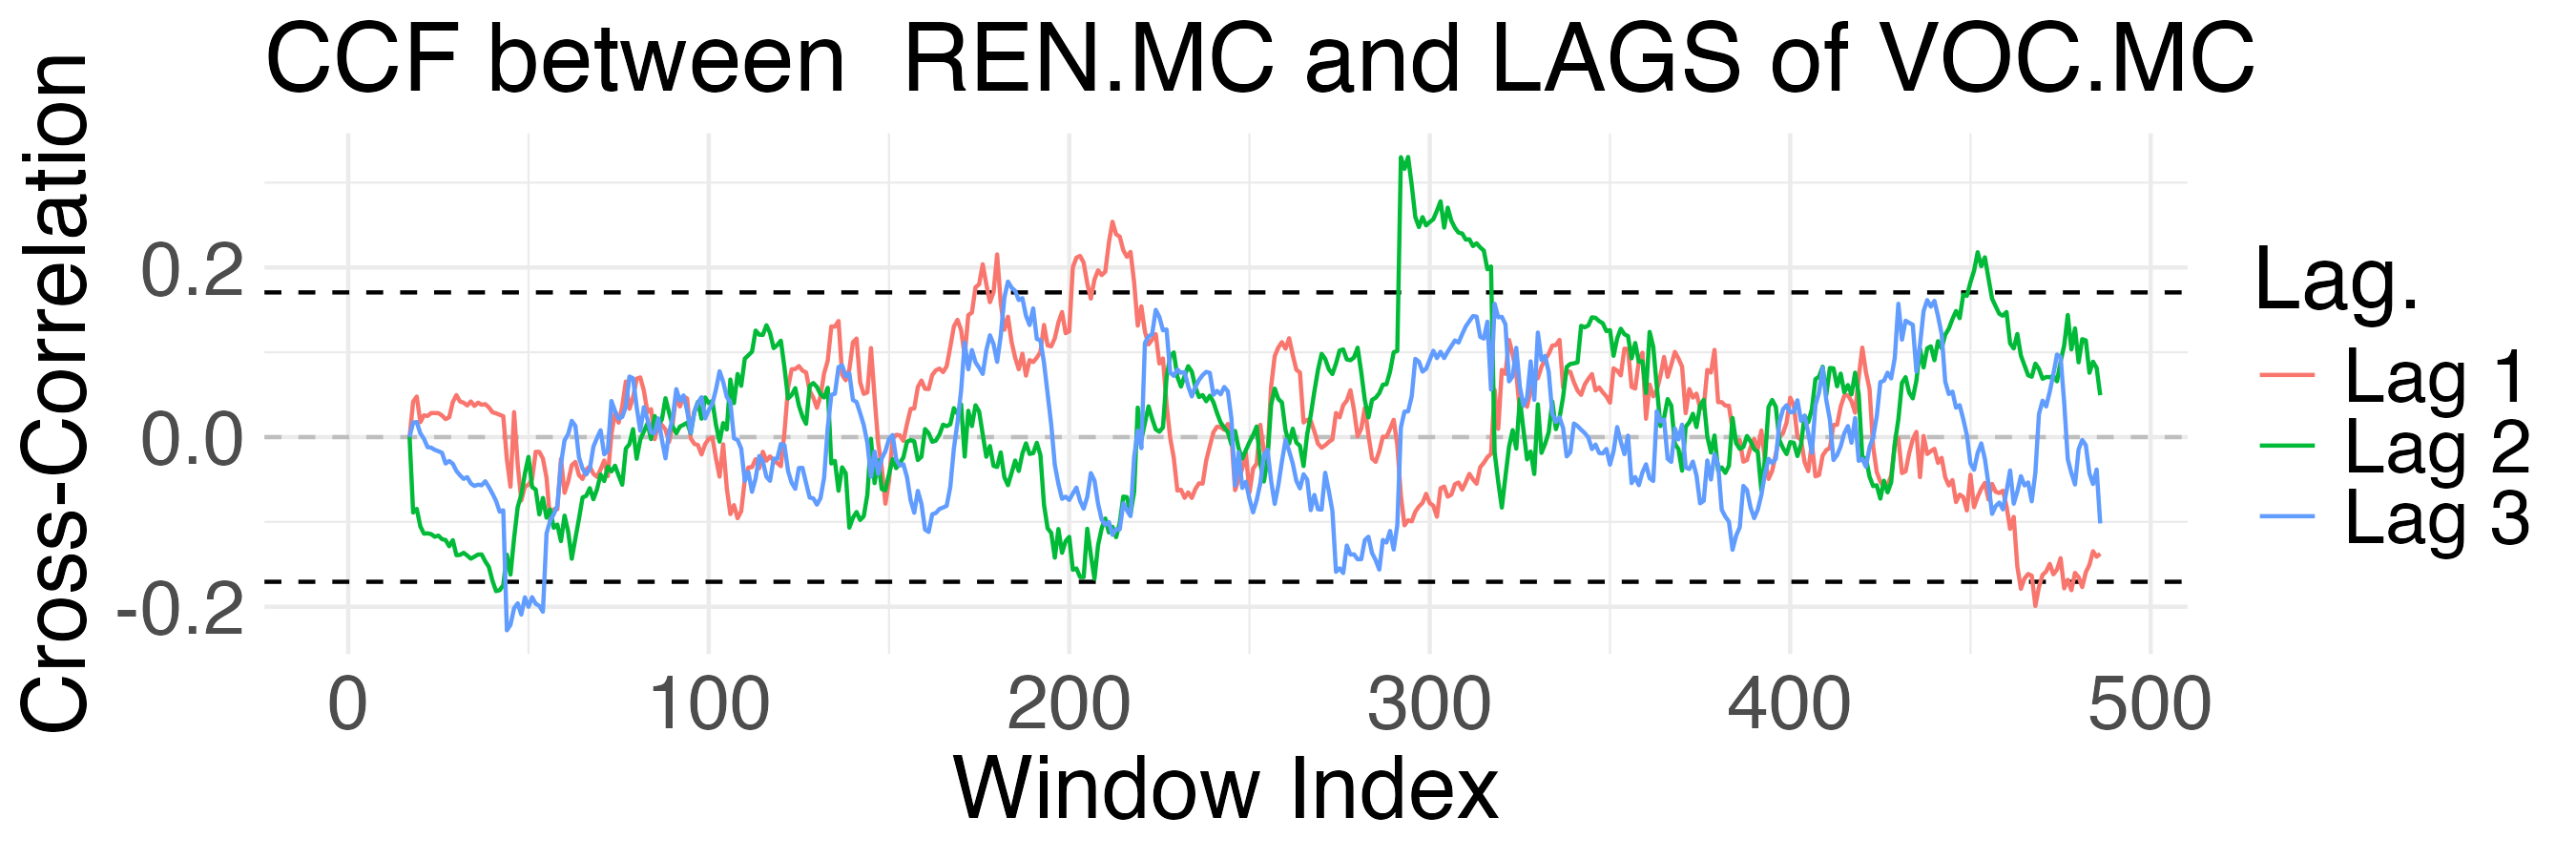 CCF between  REN.MC and LAGS of VOC.MC
Cross-Correlation
0.2
0.0
-0.2
0
100
200
300
400
500
Window Index
Lag.
Lag 1
Lag 2
Lag 3